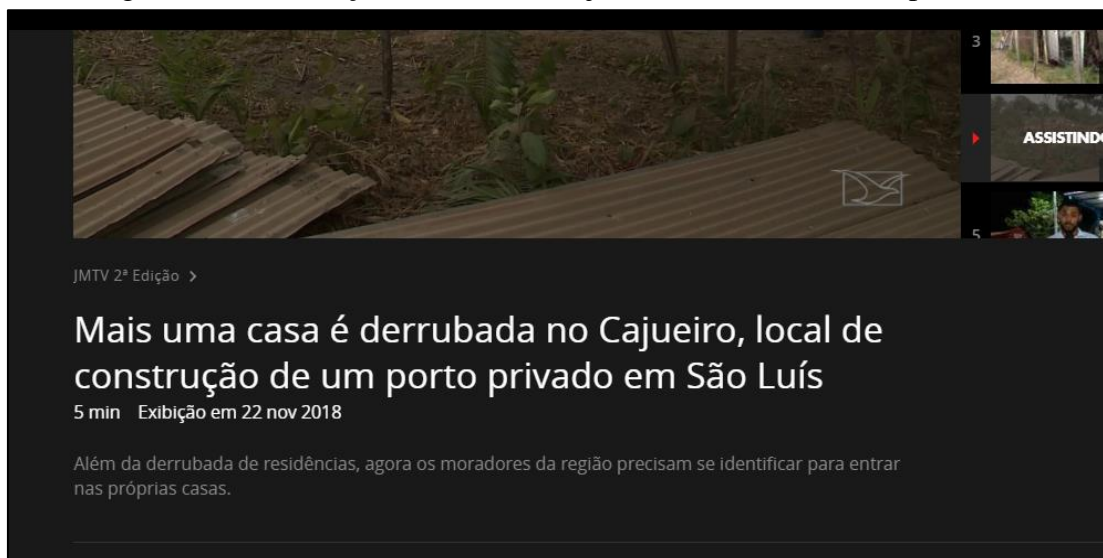 3
ASSISTINDO
5
JMTV 2ª Edição >
Mais uma casa é derrubada no Cajueiro, local de
construção de um porto privado em São Luís
5 min Exibição em 22 nov 2018
Além da derrubada de residências, agora os moradores da região precisam se identificar para entrar
nas próprias casas.